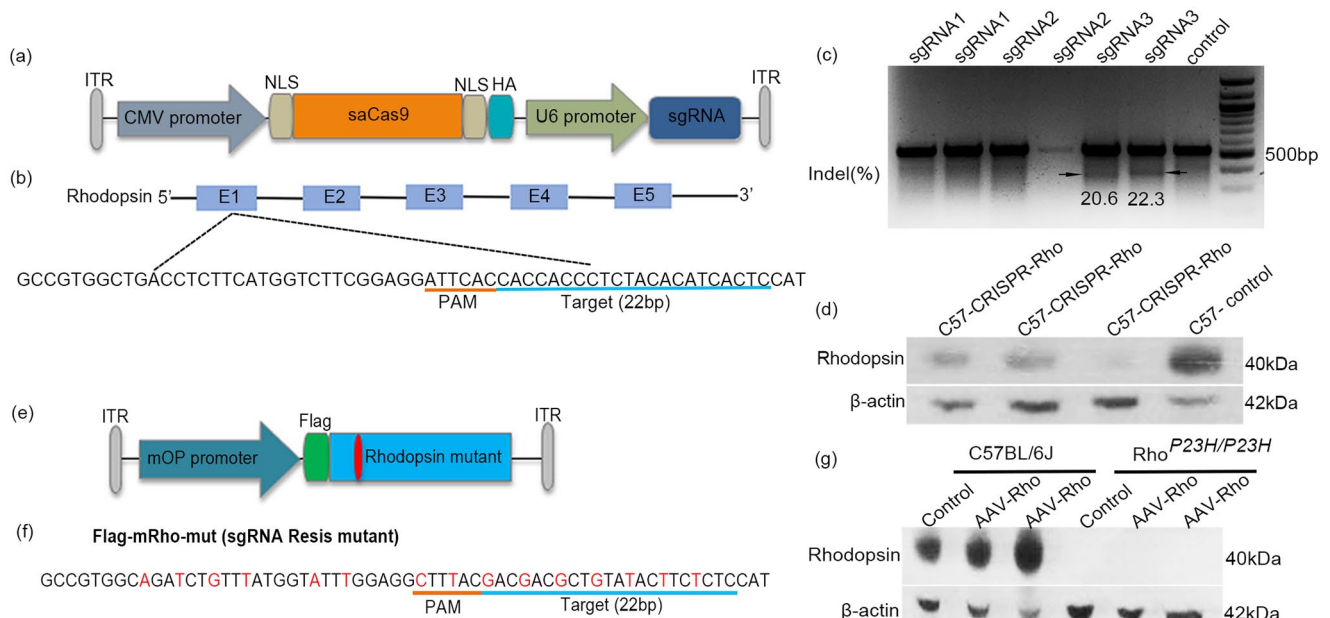 (a)
ITR
CMV promoter
NLS
saCas9
NLS HA
U6 promoter
sgRNA
ITR
(b)
Rhodopsin 5’
E1
E2
E3
E4
E5
3’
GCCGTGGCTGACCTCTTCATGGTCTTCGGAGGATTCACCACCACCCTCTACACATCACTCCAT
PAM
Target (22bp)
(c)
sgRNA1
sgRNA1
sgRNA2
sgRNA2
sgRNA3
sgRNA3
control
500bp
Indel(%)
20.6
22.3
(d)
C57-CRISPR-Rho
C57-CRISPR-Rho
C57-CRISPR-Rho
C57- control
Rhodopsin
40kDa
β-actin
42kDa
(e)
ITR
mOP promoter
Flag
Rhodopsin mutant
ITR
(f)
Flag-mRho-mut (sgRNA Resis mutant)
GCCGTGGCAGATCTGTTTATGGTATTTGGAGGCTTTACGACGACGCTGTATACTTCTCTCCAT
PAM
Target (22bp)
(g)
C57BL/6J
Rho P23H/P23H
Control
AAV-Rho
AAV-Rho
Control
AAV-Rho
AAV-Rho
Rhodopsin
40kDa
β-actin
42kDa